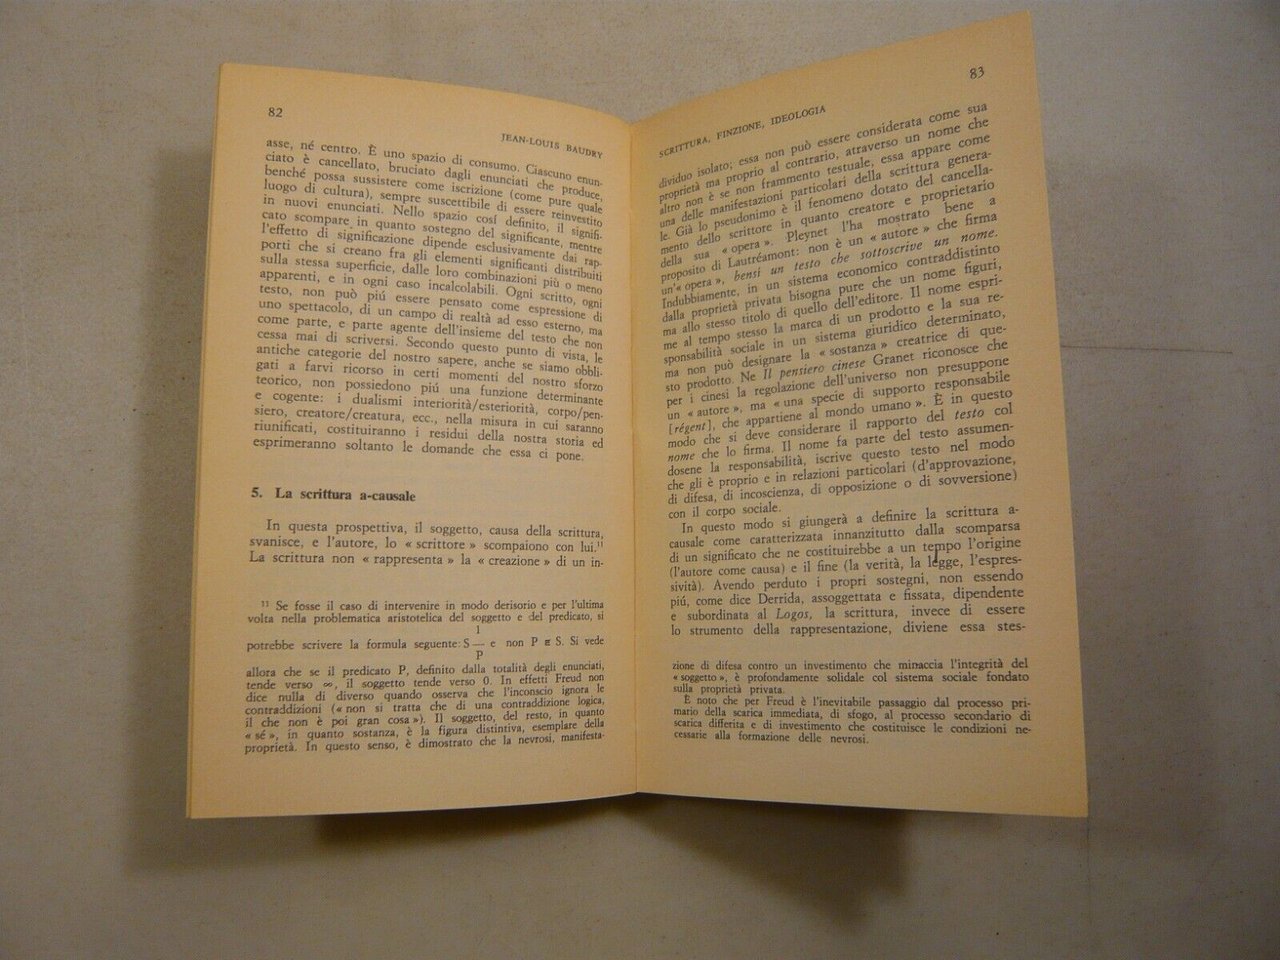 82
JEAN-LOUIS BAUDRY
asse, né centro. È uno spazio di consumo. Ciascuno enun-
ciato è cancellato, bruciato dagli enunciati che produce,
benché possa sussistere come iscrizione (come pure quale
luogo di cultura), sempre suscettibile di essere reinvestito
in nuovi enunciati. Nello spazio cosí definito, il signifi-
cato scompare in quanto sostegno del significante, mentre
l'effetto di significazione dipende esclusivamente dai rap-
porti che si creano fra gli elementi significanti distribuiti
sulla stessa superficie, dalle loro combinazioni piú o meno
apparenti, e in ogni caso incalcolabili. Ogni scritto, ogni
testo, non può piú essere pensato come espressione di
uno spettacolo, di un campo di realtà ad esso esterno, ma
come parte, e parte agente dell'insieme del testo che non
cessa mai di scriversi. Secondo questo punto di vista, le
antiche categorie del nostro sapere, anche se siamo obbli-
gati a farvi ricorso in certi momenti del nostro sforzo
teorico, non possiedono piú una funzione determinante
e cogente: i dualismi interiorità/esteriorità, corpo/pen-
siero, creatore/creatura, ecc., nella misura in cui saranno
riunificati, costituiranno i residui della nostra storia ed
esprimeranno soltanto le domande che essa ci pone.
5. La scrittura a-causale
In questa prospettiva, il soggetto, causa della scrittura,
svanisce, e l'autore, lo « scrittore » scompaiono con lui.¹¹
La scrittura non « rappresenta » la « creazione » di un in-
¹¹ Se fosse il caso di intervenire in modo derisorio e per l'ultima
volta nella problematica aristotelica del soggetto e del predicato, si
potrebbe scrivere la formula seguente: S 1/P e non P ∉ S. Si vede
allora che se il predicato P, definito dalla totalità degli enunciati,
tende verso ∞, il soggetto tende verso 0. In effetti Freud non
dice nulla di diverso quando osserva che l'inconscio ignora le
contraddizioni (« non si tratta che di una contraddizione logica,
il che non è poi gran cosa »). Il soggetto, del resto, in quanto
« sé », in quanto sostanza, è la figura distintiva, esemplare della
proprietà. In questo senso, è dimostrato che la nevrosi, manifesta-
83
SCRITTURA, FINZIONE, IDEOLOGIA
dividuo isolato; essa non può essere considerata come sua
proprietà ma proprio al contrario, attraverso un nome che
altro non è se non frammento testuale, essa appare come
una delle manifestazioni particolari della scrittura genera-
le. Già lo pseudonimo è il fenomeno dotato del cancella-
mento dello scrittore in quanto creatore e proprietario
della sua « opera ». Pleynet l'ha mostrato bene a
proposito di Lautréamont: non è un « autore » che firma
un'« opera », bensì un testo che sottoscrive un nome.
Indubbiamente, in un sistema economico contraddistinto
dalla proprietà privata bisogna pure che un nome figuri,
ma allo stesso titolo di quello dell'editore. Il nome espri-
me al tempo stesso la marca di un prodotto e la sua re-
sponsabilità sociale in un sistema giuridico determinato,
ma non può designare la « sostanza » creatrice di que-
sto prodotto. Ne Il pensiero cinese Granet riconosce che
per i cinesi la regolazione dell'universo non presuppone
un « autore », ma « una specie di supporto responsabile
[régent], che appartiene al mondo umano ». È in questo
modo che si deve considerare il rapporto del testo col
nome che lo firma. Il nome fa parte del testo assumen-
dosene la responsabilità, iscrive questo testo nel modo
che gli è proprio e in relazioni particolari (d'approvazione,
di difesa, di incoscienza, di opposizione o di sovversione)
con il corpo sociale.
In questo modo si giungerà a definire la scrittura a-
causale come caratterizzata innanzitutto dalla scomparsa
di un significato che ne costituirebbe a un tempo l'origine
(l'autore come causa) e il fine (la verità, la legge, l'espres-
sività). Avendo perduto i propri sostegni, non essendo
piú, come dice Derrida, assoggettata e fissata, dipendente
e subordinata al Logos, la scrittura, invece di essere
lo strumento della rappresentazione, diviene essa stes-
zione di difesa contro un investimento che minaccia l'integrità del
« soggetto », è profondamente solidale col sistema sociale fondato
sulla proprietà privata.
È noto che per Freud è l'inevitabile passaggio dal processo pri-
mario della scarica immediata, di sfogo, al processo secondario di
scarica differita e di investimento che costituisce le condizioni ne-
cessarie alla formazione delle nevrosi.